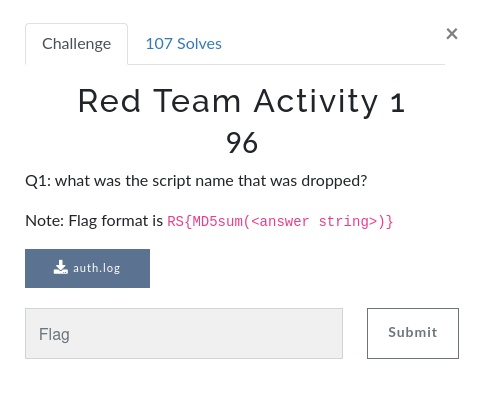 Challenge
107 Solves
×
Red Team Activity 1
96
Q1: what was the script name that was dropped?
Note: Flag format is RS{MD5sum(<answer string>)}
auth.log
Flag
Submit